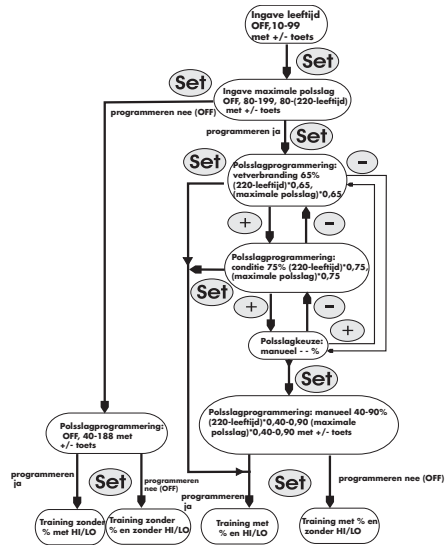 Ingave leeftijd
OFF,10-99
met +/- toets
Set
Set
Ingave maximale polsslag
OFF, 80-199, 80-(220-leeftijd)
met +/- toets
programmeren nee (OFF)
programmeren ja
Set
Set
Polsslagprogrammering:
vetverbranding 65%
(220-leeftijd)*0,65,
(maximale polsslag)*0,65
-
+
-
Polsslagprogrammering:
conditie 75% (220-leeftijd)*0,75,
(maximale polsslag)*0,75
Set
+
-
+
Polsslagkeuze:
manueel - - %
Set
Polsslagprogrammering:
OFF, 40-188 met
+/- toets
Polsslagprogrammering: manueel 40-90%
(220-leeftijd)*0,40-0,90 (maximale
polsslag)*0,40-0,90 met +/- toets
programmeren
ja
Set
programmeren
nee (OFF)
programmeren
ja
Set
programmeren nee (OFF)
Training zonder
% met HI/LO
Training zonder
% en zonder HI/LO
Training met
% en HI/LO
Training met % en
zonder HI/LO